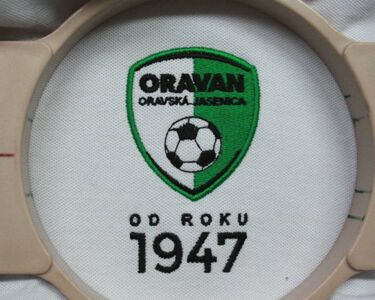 ORAVAN
ORAVSKÁ JASENICA
OD ROKU
1947